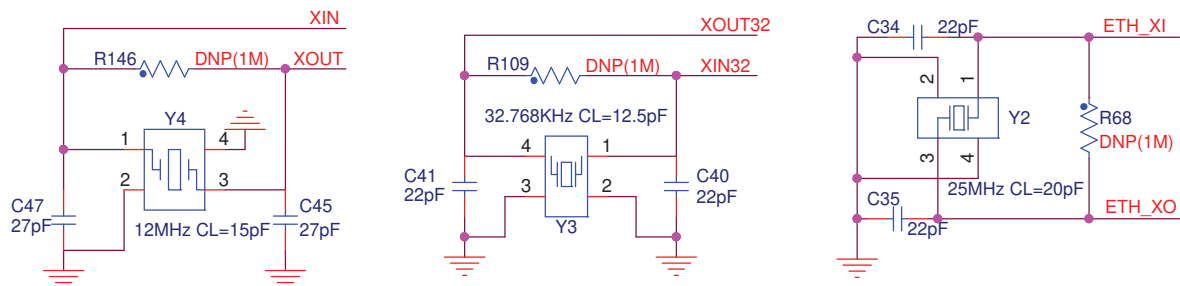 XIN
R146 DNP(1M) XOUT
Y4
1 4
2 3
C47
27pF
C45
27pF
12MHz CL=15pF
XOUT32
R109 DNP(1M) XIN32
32.768KHz CL=12.5pF
4 1
3 2
C41
22pF
C40
22pF
Y3
C34 22pF ETH_XI
2 1
Y2
R68
DNP(1M)
3 4
25MHz CL=20pF
C35
22pF
ETH_XO